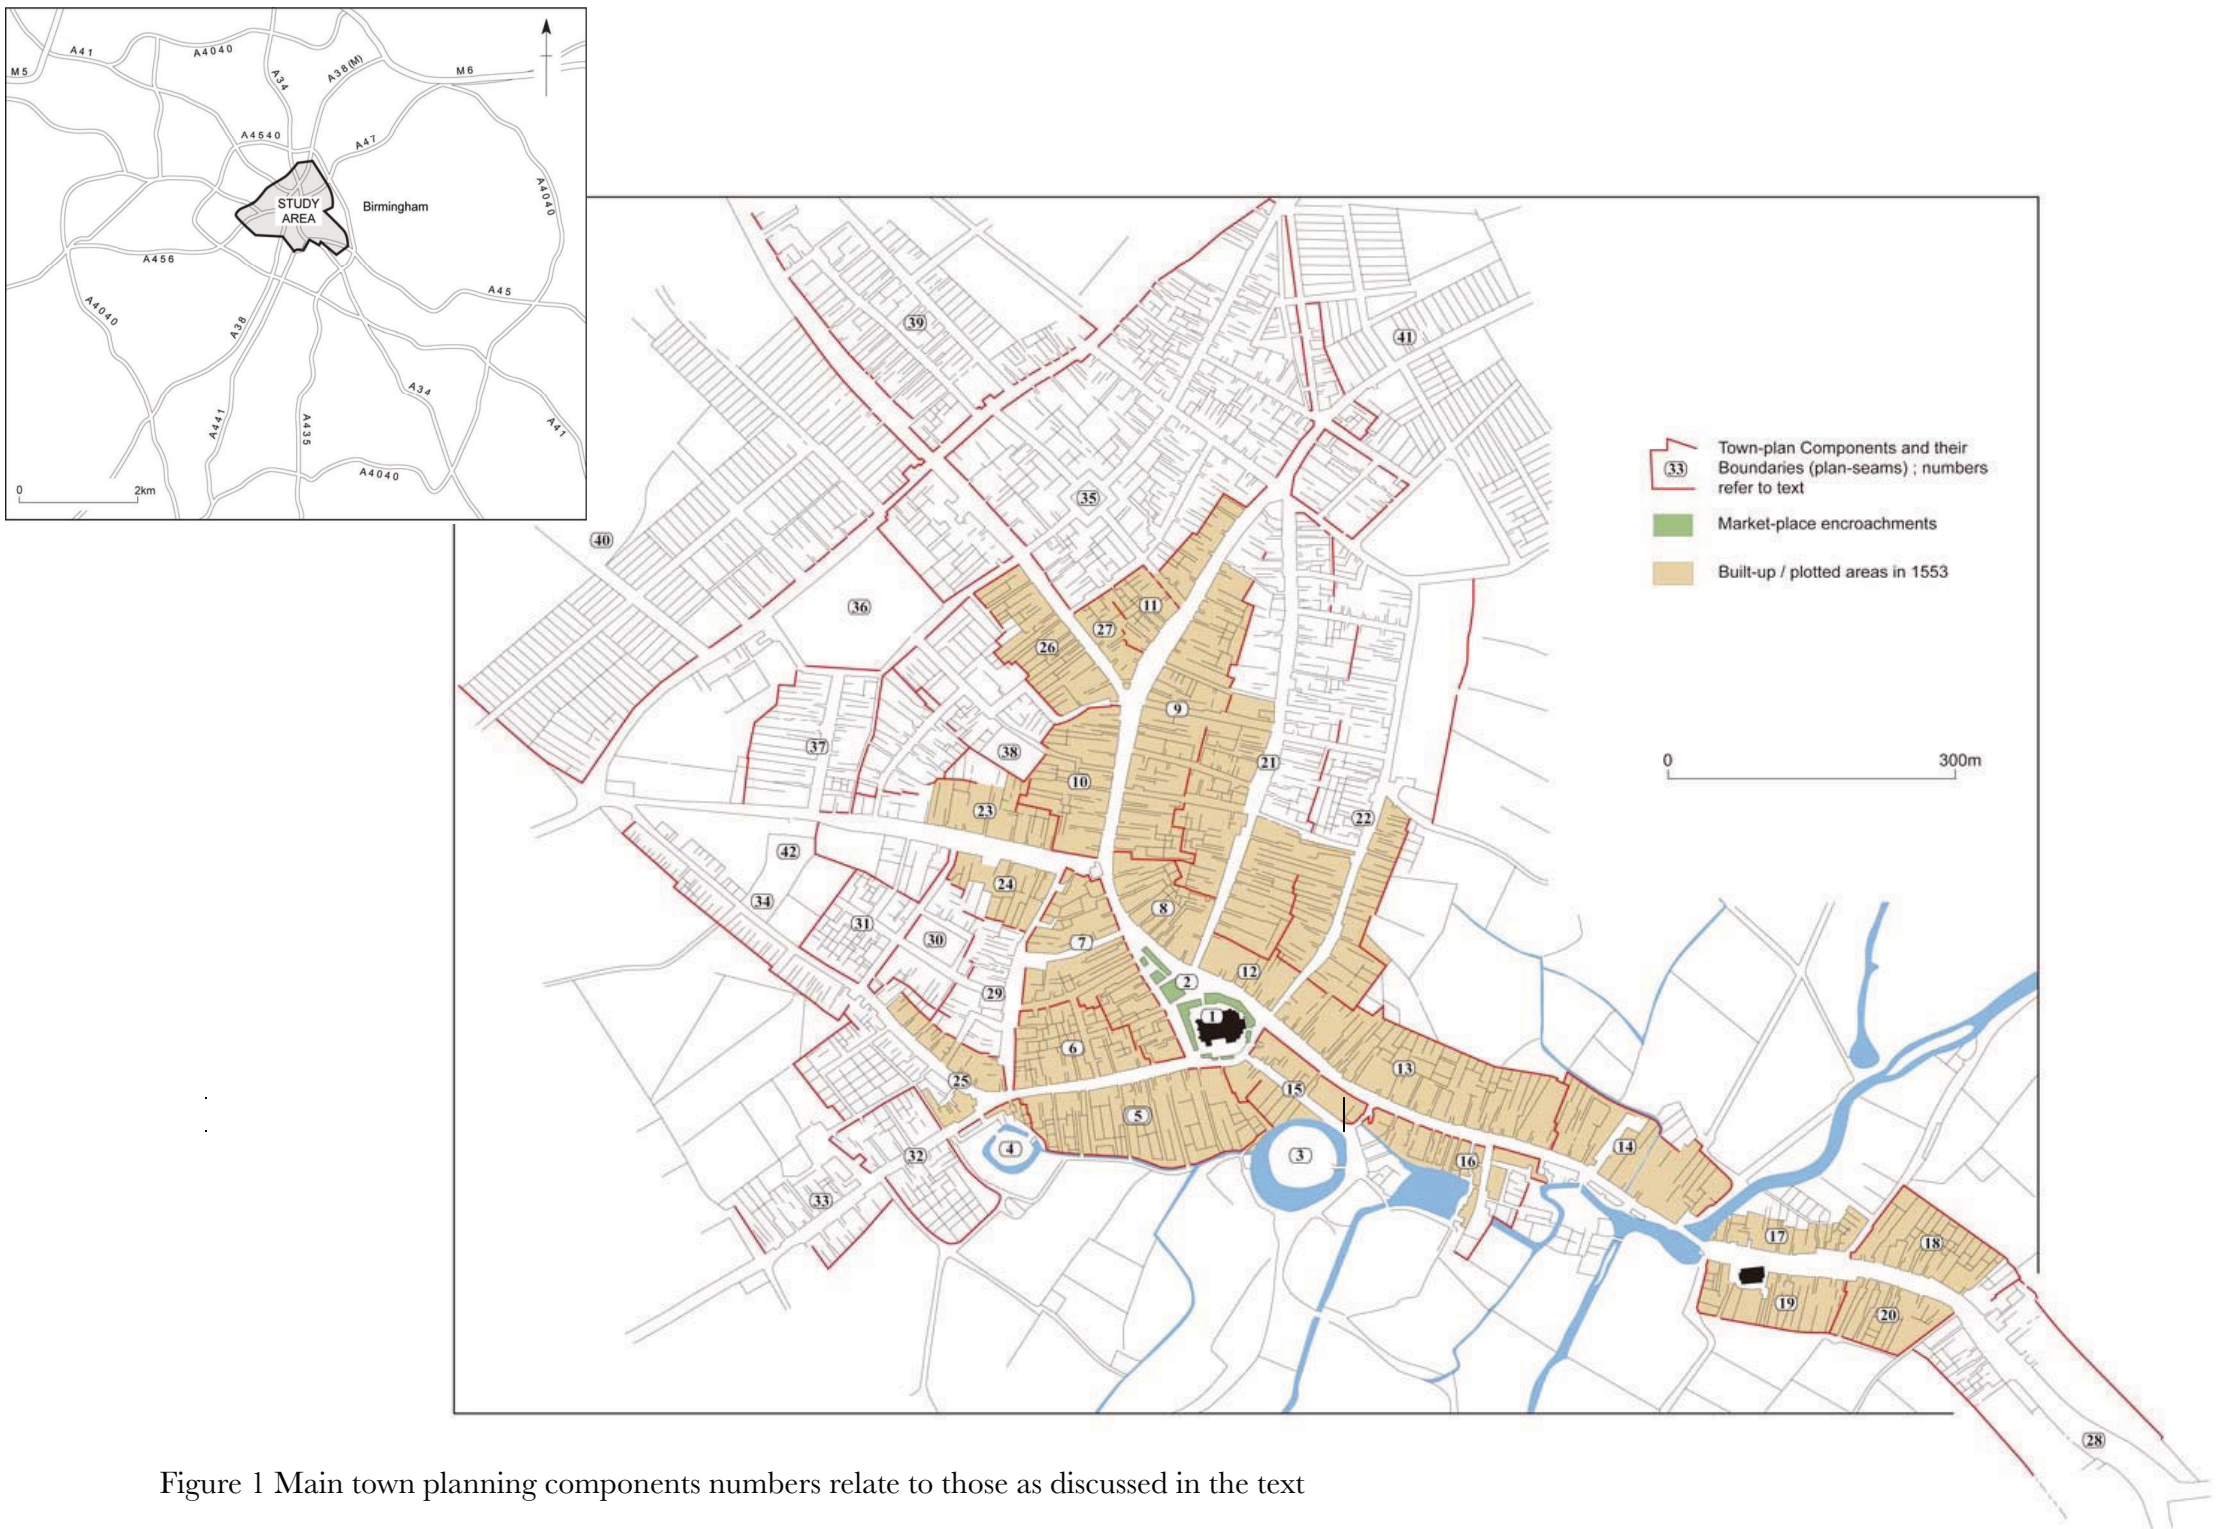 A41
A4040
M5
A34
A38(M)
M6
A4540
A47
A4040
STUDY
AREA
Birmingham
A456
A45
A4040
A38
A34
A441
A435
A41
A4040
0
2km
39
41
35
40
36
11
27
26
9
37
38
10
21
23
22
42
24
34
8
31
30
7
12
2
29
1
6
13
25
15
5
14
4
3
16
32
33
17
18
19
20
28
33
Town-plan Components and their
Boundaries (plan-seams) ; numbers
refer to text
Market-place encroachments
Built-up / plotted areas in 1553
0
300m
Figure 1 Main town planning components numbers relate to those as discussed in the text